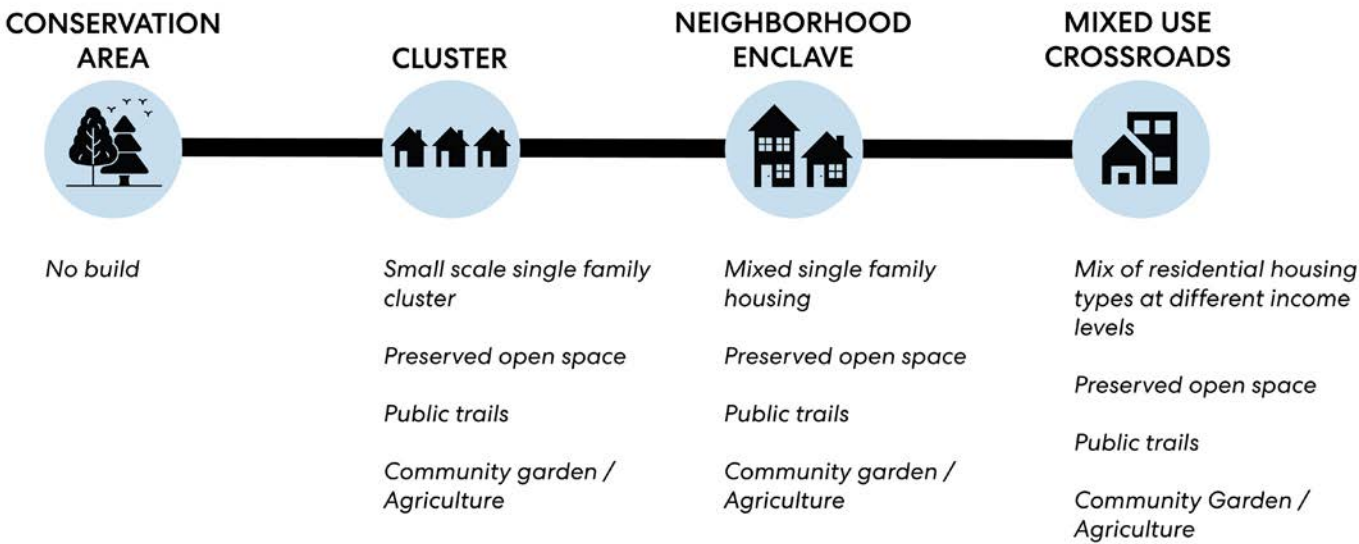 CONSERVATION
AREA
No build
CLUSTER
Small scale single family
cluster
Preserved open space
Public trails
Community garden /
Agriculture
NEIGHBORHOOD
ENCLAVE
Mixed single family
housing
Preserved open space
Public trails
Community garden /
Agriculture
MIXED USE
CROSSROADS
Mix of residential housing
types at different income
levels
Preserved open space
Public trails
Community Garden /
Agriculture